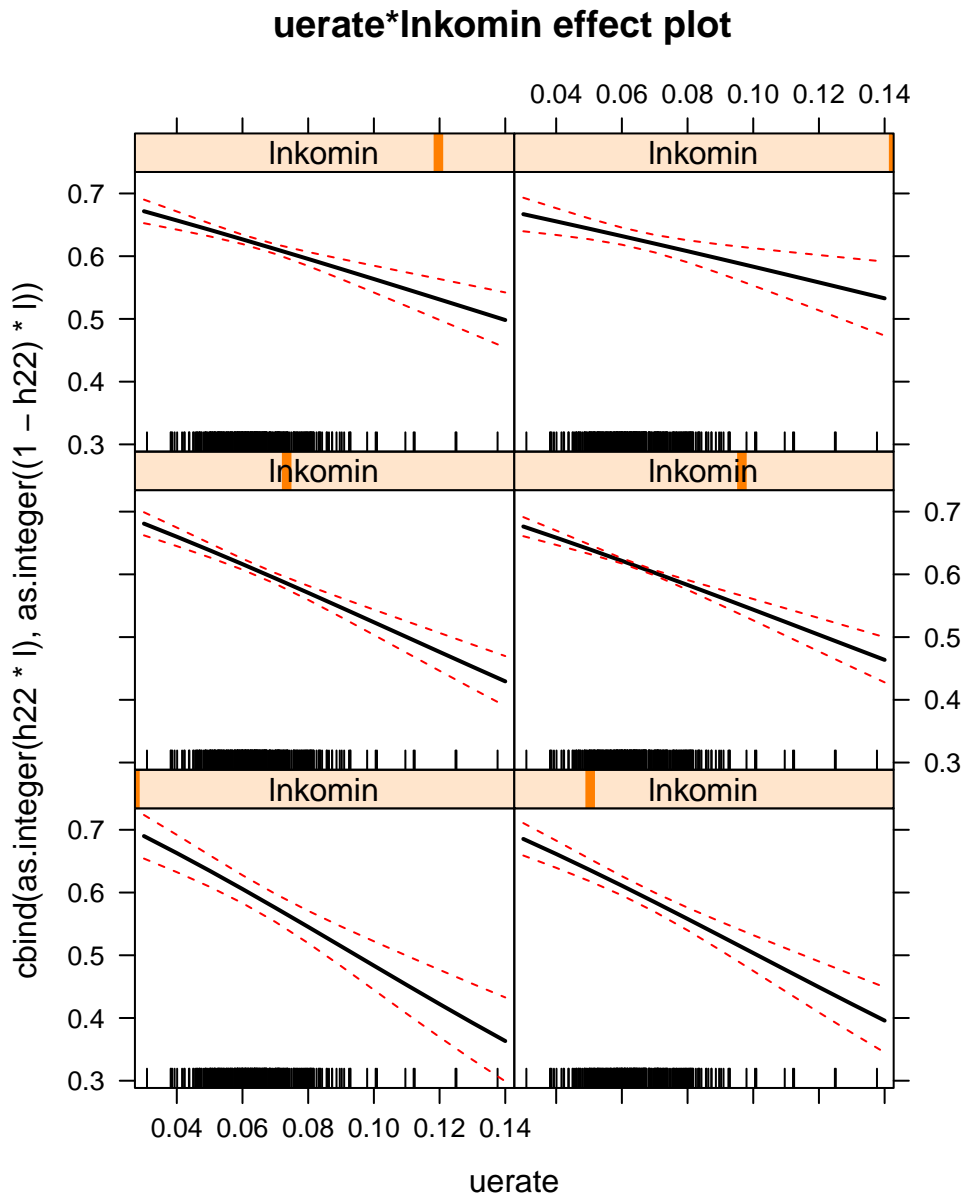 uerate*lnkomin effect plot
0.04 0.06 0.08 0.10 0.12 0.14
lnkomin lnkomin
0.7
0.6
0.5
0.4
0.3
lnkomin lnkomin
0.7
0.6
0.5
0.4
0.3
lnkomin lnkomin
0.7
0.6
0.5
0.4
0.3
0.04 0.06 0.08 0.10 0.12 0.14
uerate
cbind(as.integer(h22 * I), as.integer((1 − h22) * I))